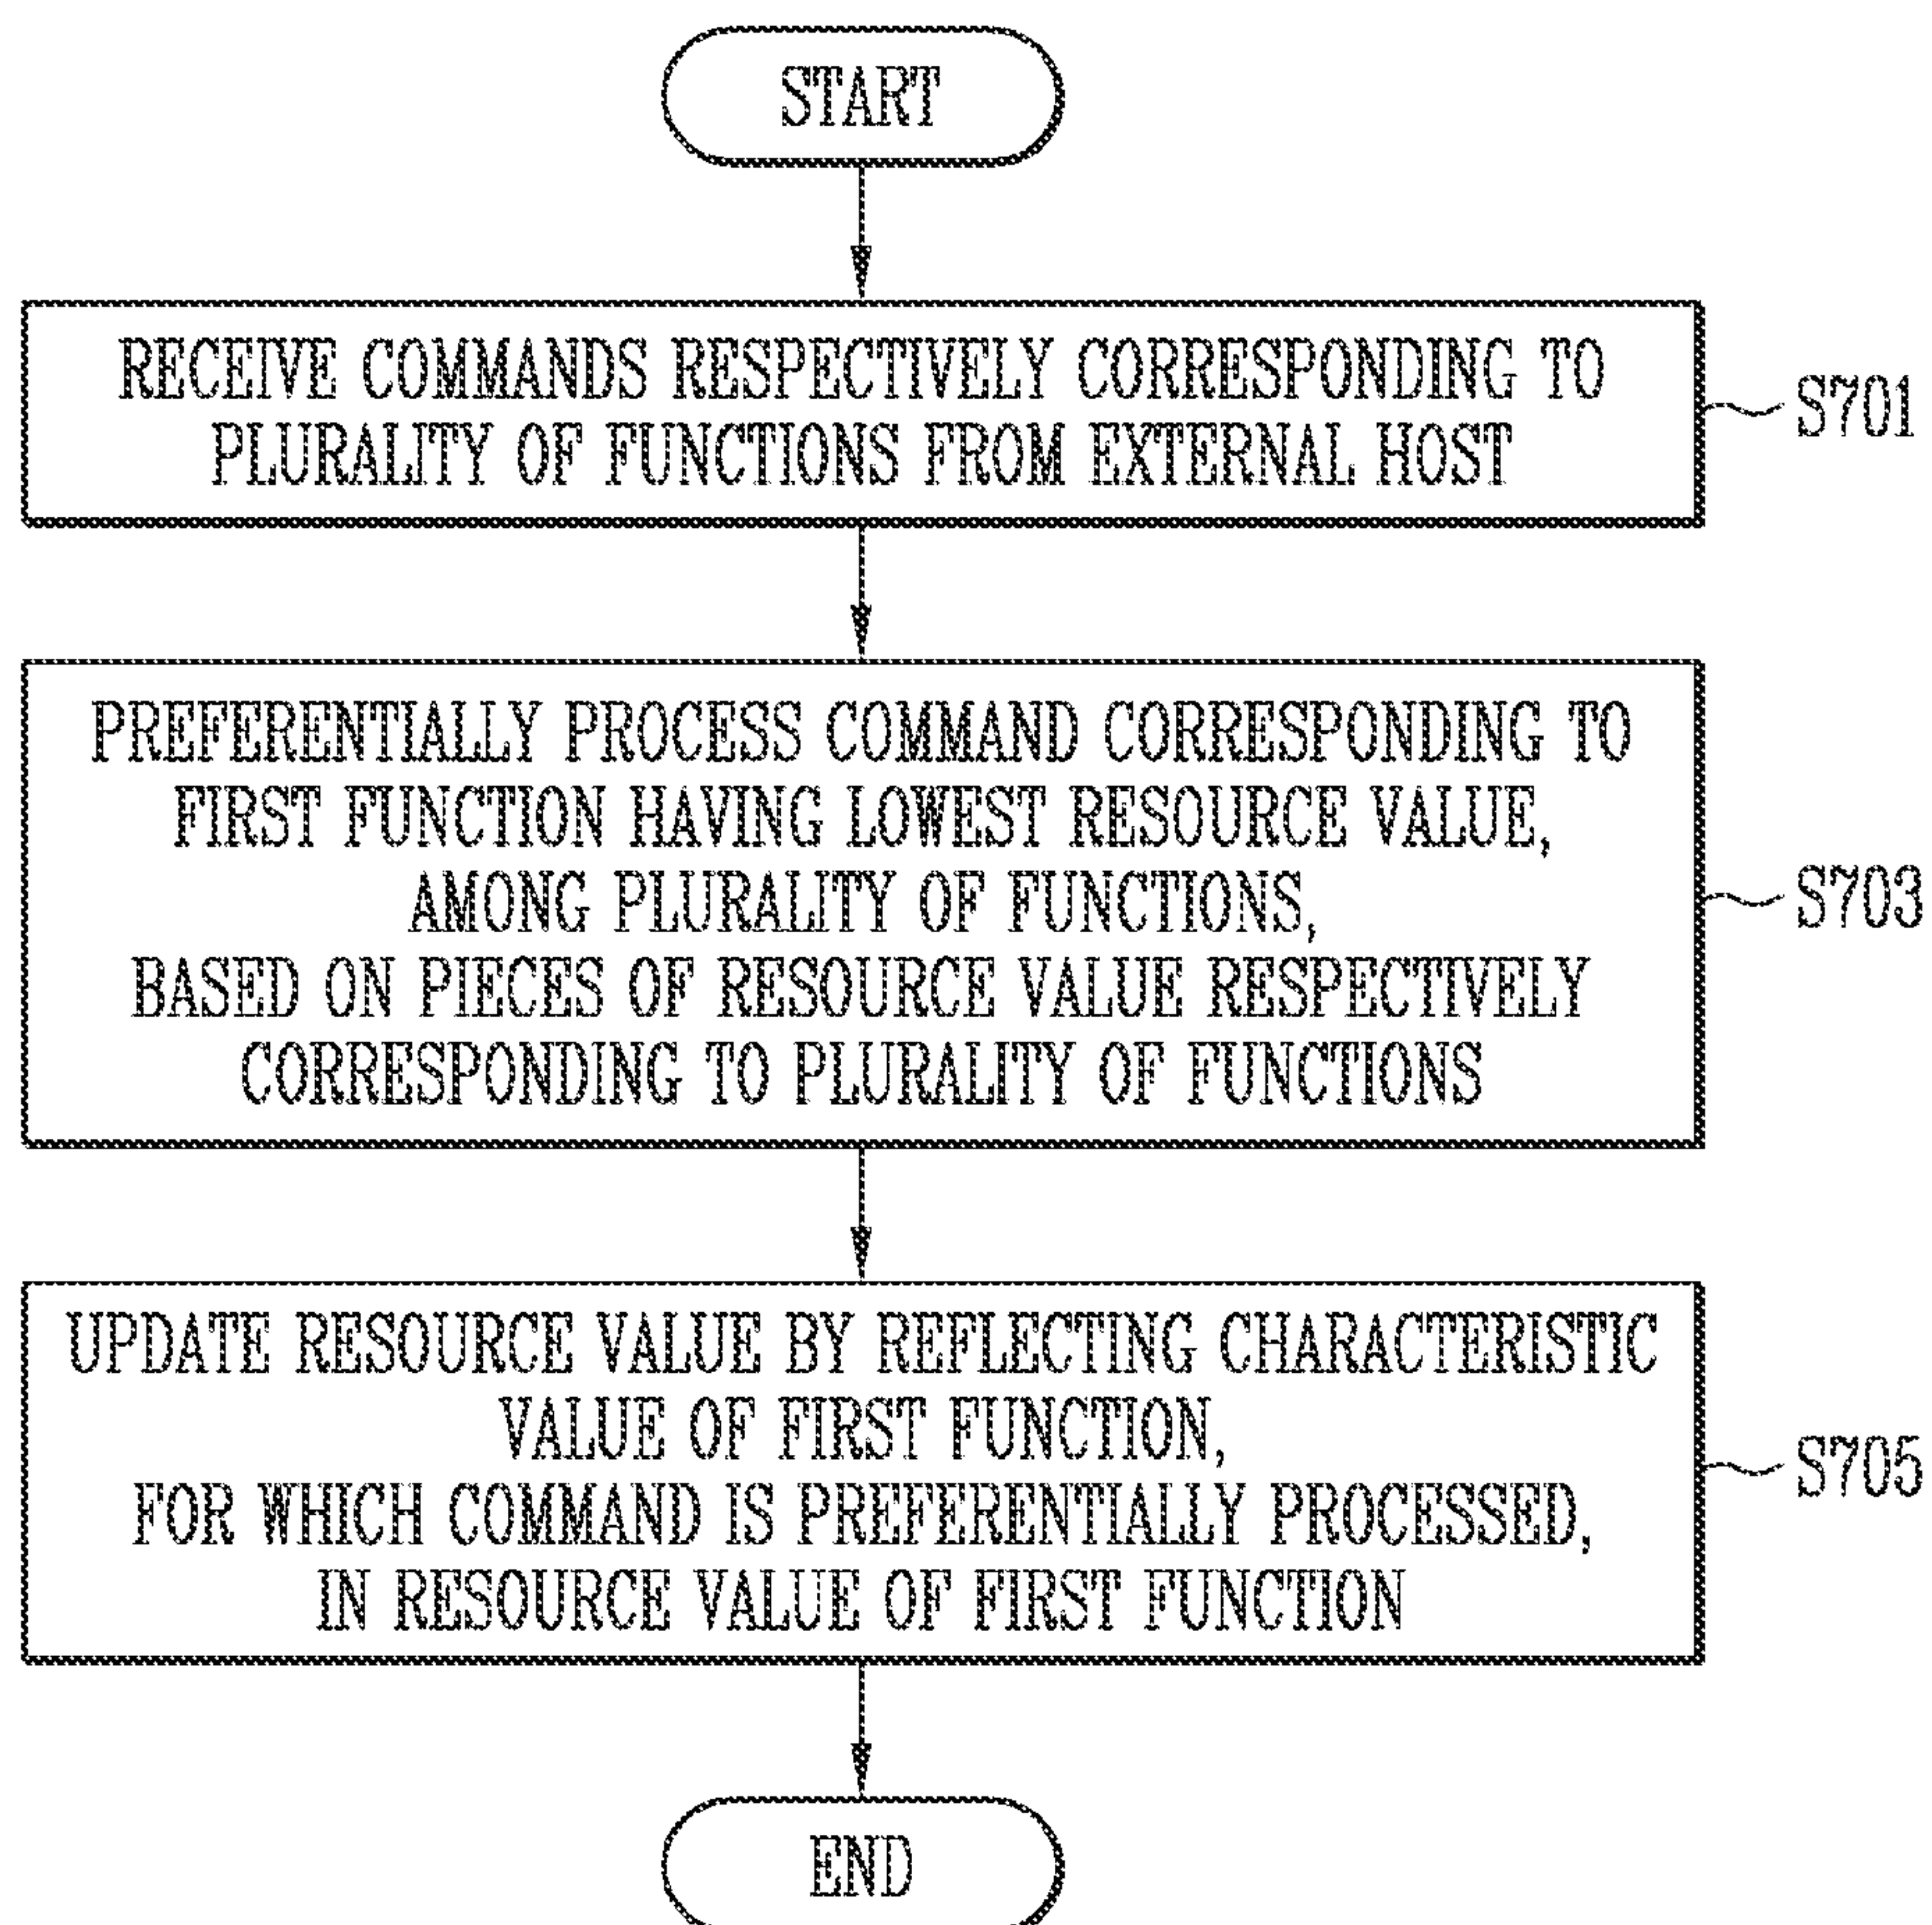 START
RECEIVE COMMANDS RESPECTIVELY CORRESPONDING TO
PLURALITY OF FUNCTIONS FROM EXTERNAL HOST
S701
PREFERENTIALLY PROCESS COMMAND CORRESPONDING TO
FIRST FUNCTION HAVING LOWEST RESOURCE VALUE,
AMONG PLURALITY OF FUNCTIONS,
BASED ON PIECES OF RESOURCE VALUE RESPECTIVELY
CORRESPONDING TO PLURALITY OF FUNCTIONS
S703
UPDATE RESOURCE VALUE BY REFLECTING CHARACTERISTIC
VALUE OF FIRST FUNCTION,
FOR WHICH COMMAND IS PREFERENTIALLY PROCESSED,
IN RESOURCE VALUE OF FIRST FUNCTION
S705
END